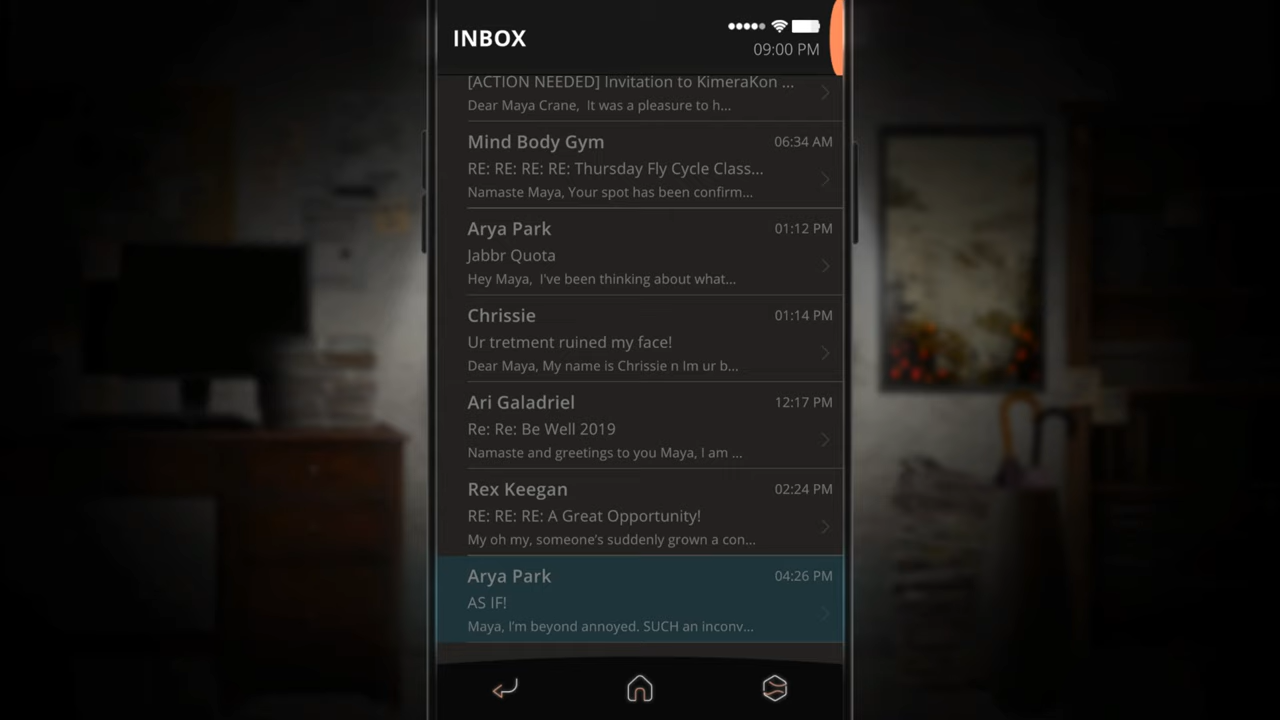 INBOX
09:00 PM
[ACTION NEEDED] Invitation to KimeraKon ...
Dear Maya Crane, It was a pleasure to h...
Mind Body Gym 06:34 AM
RE: RE: RE: RE: Thursday Fly Cycle Class...
Namaste Maya, Your spot has been confirm...
Arya Park 01:12 PM
Jabbr Quota
Hey Maya, I've been thinking about what...
Chrissie 01:14 PM
Ur tretment ruined my face!
Dear Maya, My name is Chrissie n Im ur b...
Ari Galadriel 12:17 PM
Re: Re: Be Well 2019
Namaste and greetings to you Maya, I am ...
Rex Keegan 02:24 PM
RE: RE: RE: A Great Opportunity!
My oh my, someone’s suddenly grown a con...
Arya Park 04:26 PM
AS IF!
Maya, I’m beyond annoyed. SUCH an inconv...